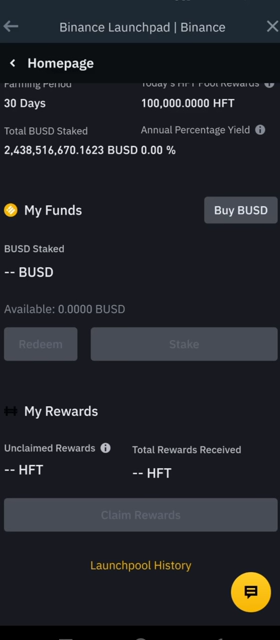 Binance Launchpad | Binance
Homepage
Farming Period
Today's HFT Pool Rewards
30 Days
100,000.0000 HFT
Total BUSD Staked
Annual Percentage Yield
2,438,516,670.1623 BUSD
0.00 %
My Funds
Buy BUSD
BUSD Staked
-- BUSD
Available: 0.0000 BUSD
Redeem
Stake
My Rewards
Unclaimed Rewards
Total Rewards Received
-- HFT
-- HFT
Claim Rewards
Launchpool History